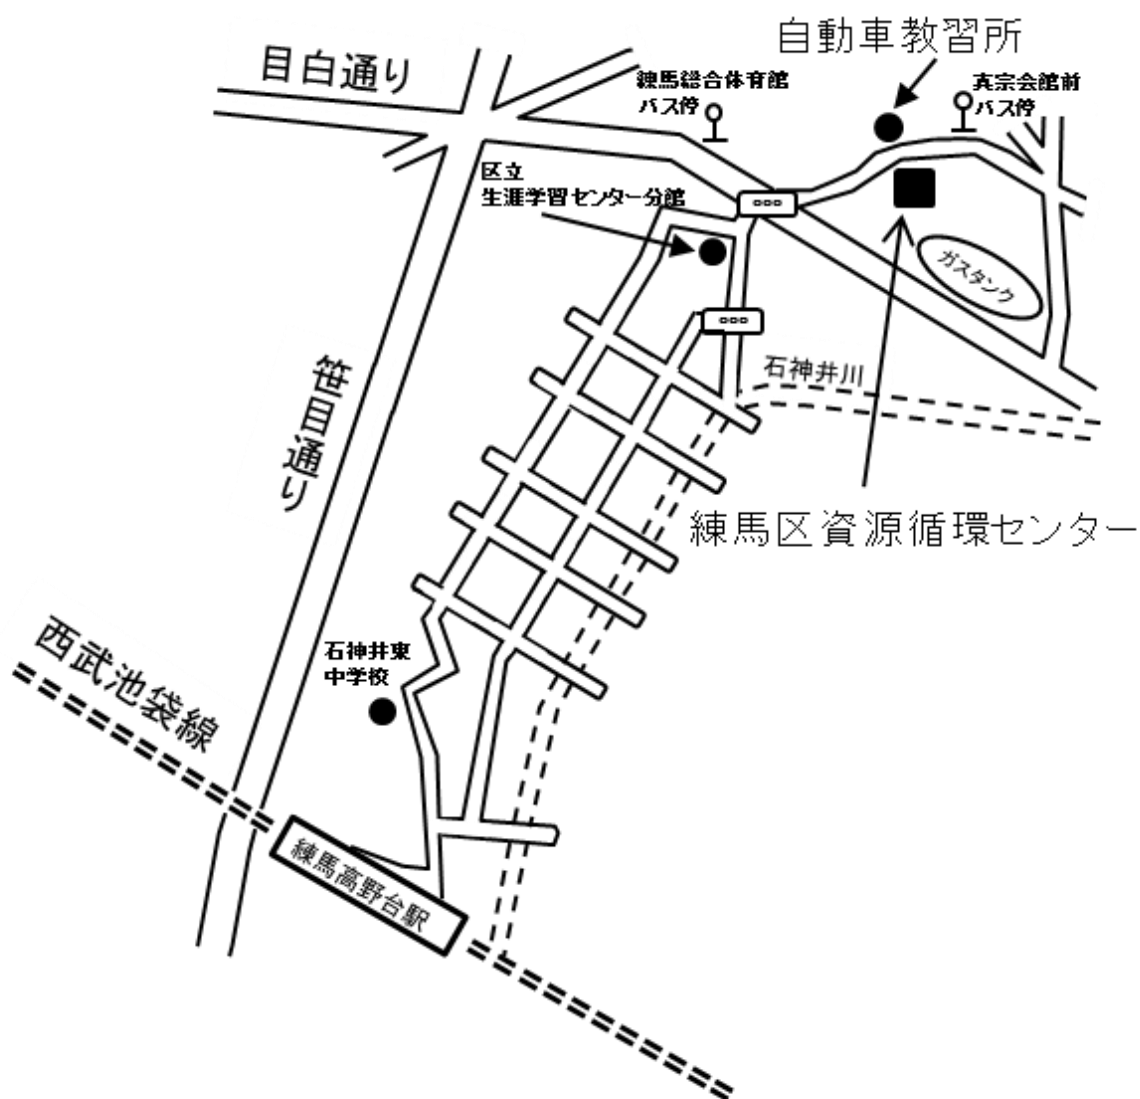 自動車教習所
目白通り
練馬総合体育館
バス停
真宗会館前
バス停
区立
生涯学習センター分館
ガスタンク
石神井川
笹目通り
練馬区資源循環センター
石神井東
中学校
西武池袋線
練馬高野台駅